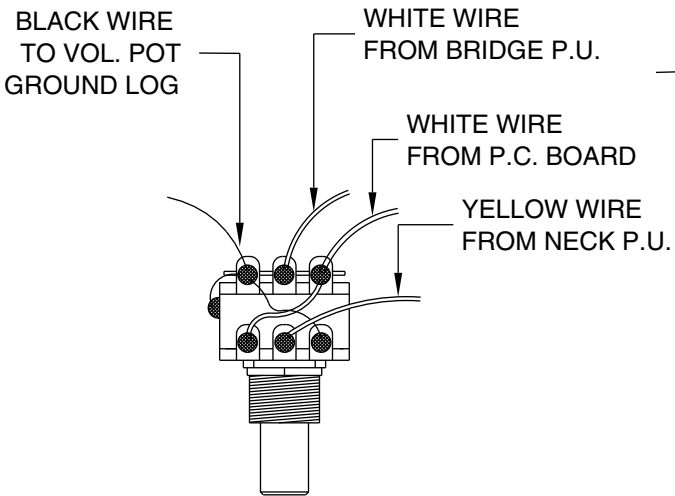 BLACK WIRE
TO VOL. POT
GROUND LOG
WHITE WIRE
FROM BRIDGE P.U.
WHITE WIRE
FROM P.C. BOARD
YELLOW WIRE
FROM NECK P.U.